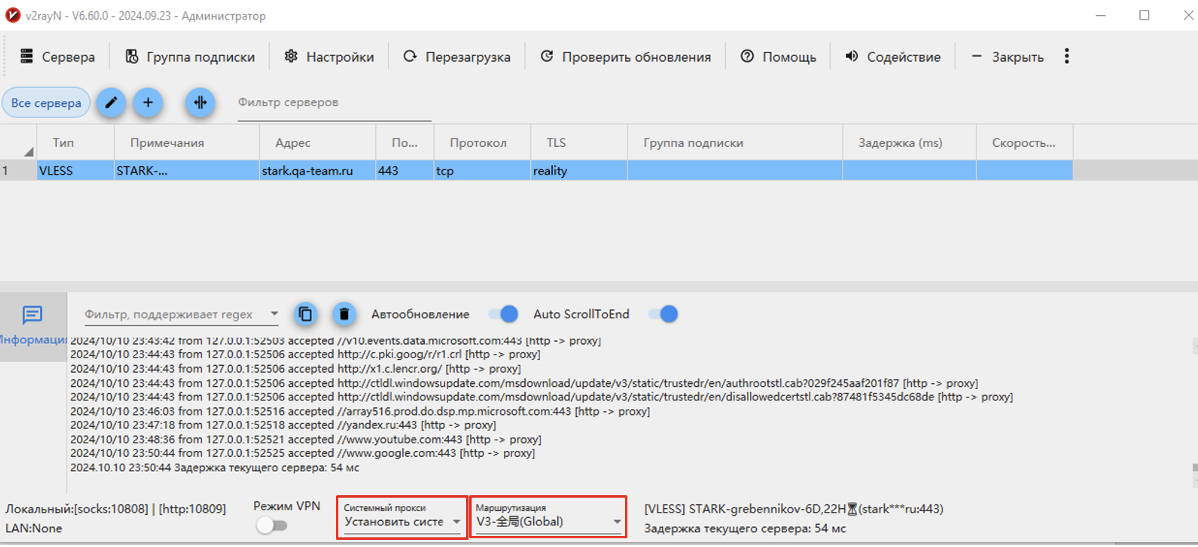 v2rayN - V6.60.0 - 2024.09.23 - Администратор
Сервера Группа подписки Настройки Перезагрузка Проверить обновления Помощь Содействие Закрыть
Все сервера Фильтр серверов
Тип Примечания Адрес По... Протокол TLS Группа подписки Задержка (ms) Скорость...
1 VLESS STARK-... stark.qa-team.ru 443 tcp reality
Фильтр, поддерживает regex Автообновление Auto ScrollToEnd
Информаци
2024/10/10 23:43:42 from 127.0.0.1:52503 accepted //v10.events.data.microsoft.com:443 [http -> proxy]
2024/10/10 23:44:43 from 127.0.0.1:52506 accepted http://c.pki.goog/r/r1.crl [http -> proxy]
2024/10/10 23:44:43 from 127.0.0.1:52506 accepted http://x1.c.lencr.org/ [http -> proxy]
2024/10/10 23:44:43 from 127.0.0.1:52506 accepted http://ctldl.windowsupdate.com/msdownload/update/v3/static/trustedr/en/authrootstl.cab?029f245aaf201f87 [http -> proxy]
2024/10/10 23:44:43 from 127.0.0.1:52506 accepted http://ctldl.windowsupdate.com/msdownload/update/v3/static/trustedr/en/disallowedcertstl.cab?87481f5345dc68de [http -> proxy]
2024/10/10 23:46:03 from 127.0.0.1:52516 accepted //array516.prod.do.dsp.mp.microsoft.com:443 [http -> proxy]
2024/10/10 23:47:18 from 127.0.0.1:52518 accepted //yandex.ru:443 [http -> proxy]
2024/10/10 23:48:36 from 127.0.0.1:52521 accepted //www.youtube.com:443 [http -> proxy]
2024/10/10 23:50:44 from 127.0.0.1:52525 accepted //www.google.com:443 [http -> proxy]
2024.10.10 23:50:44 Задержка текущего сервера: 54 мс
Локальный:[socks:10808] | [http:10809]
LAN:None
Режим VPN
Системный прокси
Установить систе
Маршрутизация
V3-全局(Global)
[VLESS] STARK-grebennikov-6D,22H⌛(stark***ru:443)
Задержка текущего сервера: 54 мс